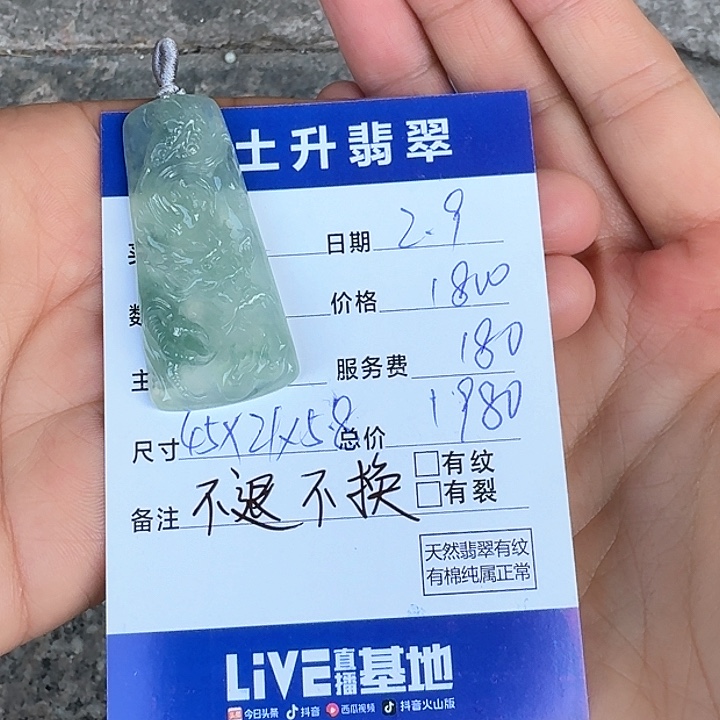 士升翡翠
日期 2.9
价格 1800
服务费 180
主
尺寸 45X21X5.8 总价 1980
□有纹
□有裂
备注 不退不换
天然翡翠有纹
有棉纯属正常
LiVE直播基地
今日头条 抖音 西瓜视频 抖音火山版